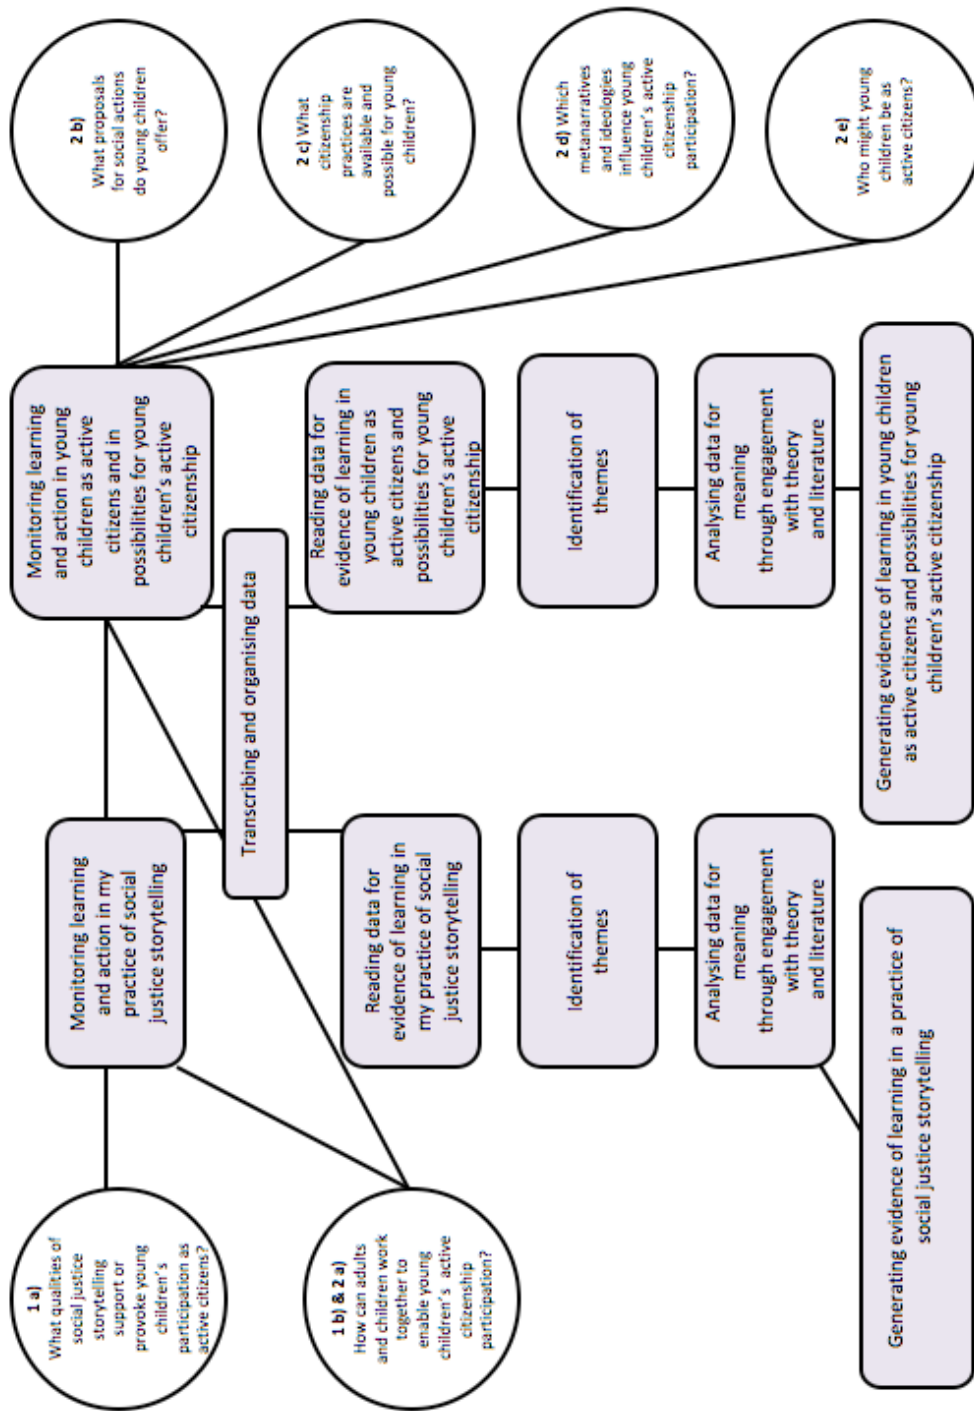 1 a)
What qualities of
social justice
storytelling
support or
provoke young
children's
participation as
active citizens?
Monitoring learning
and action in my
practice of social
justice storytelling
Monitoring learning
and action in young
children as active
citizens and in
possibilities for young
children's active
citizenship
2 b)
What proposals
for social actions
do young children
offer?
Transcribing and organising data
1 b) & 2 a)
How can adults
and children work
together to
enable young
children's active
citizenship
participation?
Reading data for
evidence of learning in
my practice of social
justice storytelling
Reading data for
evidence of learning in
young children as
active citizens and
possibilities for young
children's active
citizenship
2 c) What
citizenship
practices are
available and
possible for young
children?
Identification of
themes
Identification of
themes
2 d) Which
metanarratives
and ideologies
influence young
children's active
citizenship
participation?
Analysing data for
meaning
through engagement
with theory
and literature
Analysing data for
meaning
through engagement
with theory
and literature
2 e)
Who might young
children be as
active citizens?
Generating evidence of learning in a practice of
social justice storytelling
Generating evidence of learning in young children
as active citizens and possibilities for young
children's active citizenship